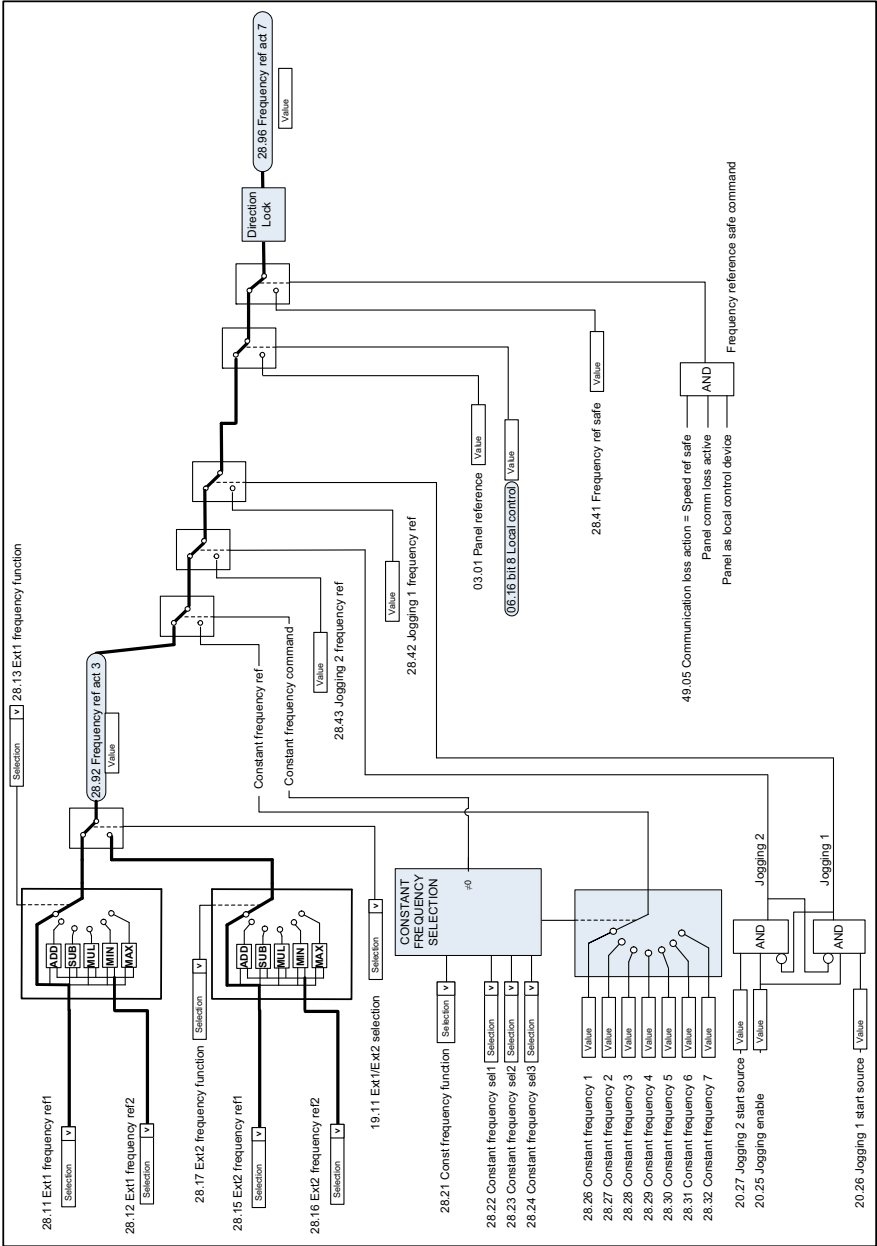 28.11 Ext1 frequency ref1
Selection v
28.12 Ext1 frequency ref2
Selection v
ADD
SUB
MUL
MIN
MAX
Selection v 28.13 Ext1 frequency function
28.17 Ext2 frequency function Selection v
28.15 Ext2 frequency ref1
Selection v
28.16 Ext2 frequency ref2
Selection v
ADD
SUB
MUL
MIN
MAX
19.11 Ext1/Ext2 selection Selection v
28.92 Frequency ref act 3
Value
28.21 Const frequency function Selection v
28.22 Constant frequency sel1 Selection v
28.23 Constant frequency sel2 Selection v
28.24 Constant frequency sel3 Selection v
CONSTANT
FREQUENCY
SELECTION
≠0
Constant frequency ref
Constant frequency command
28.26 Constant frequency 1 Value
28.27 Constant frequency 2 Value
28.28 Constant frequency 3 Value
28.29 Constant frequency 4 Value
28.30 Constant frequency 5 Value
28.31 Constant frequency 6 Value
28.32 Constant frequency 7 Value
Value
28.43 Jogging 2 frequency ref
Value
28.42 Jogging 1 frequency ref
20.27 Jogging 2 start source Value
20.25 Jogging enable Value
20.26 Jogging 1 start source Value
AND
AND
Jogging 2
Jogging 1
03.01 Panel reference Value
06.16 bit 8 Local control Value
28.41 Frequency ref safe Value
49.05 Communication loss action = Speed ref safe
Panel comm loss active
Panel as local control device
AND
Frequency reference safe command
Direction
Lock
28.96 Frequency ref act 7
Value